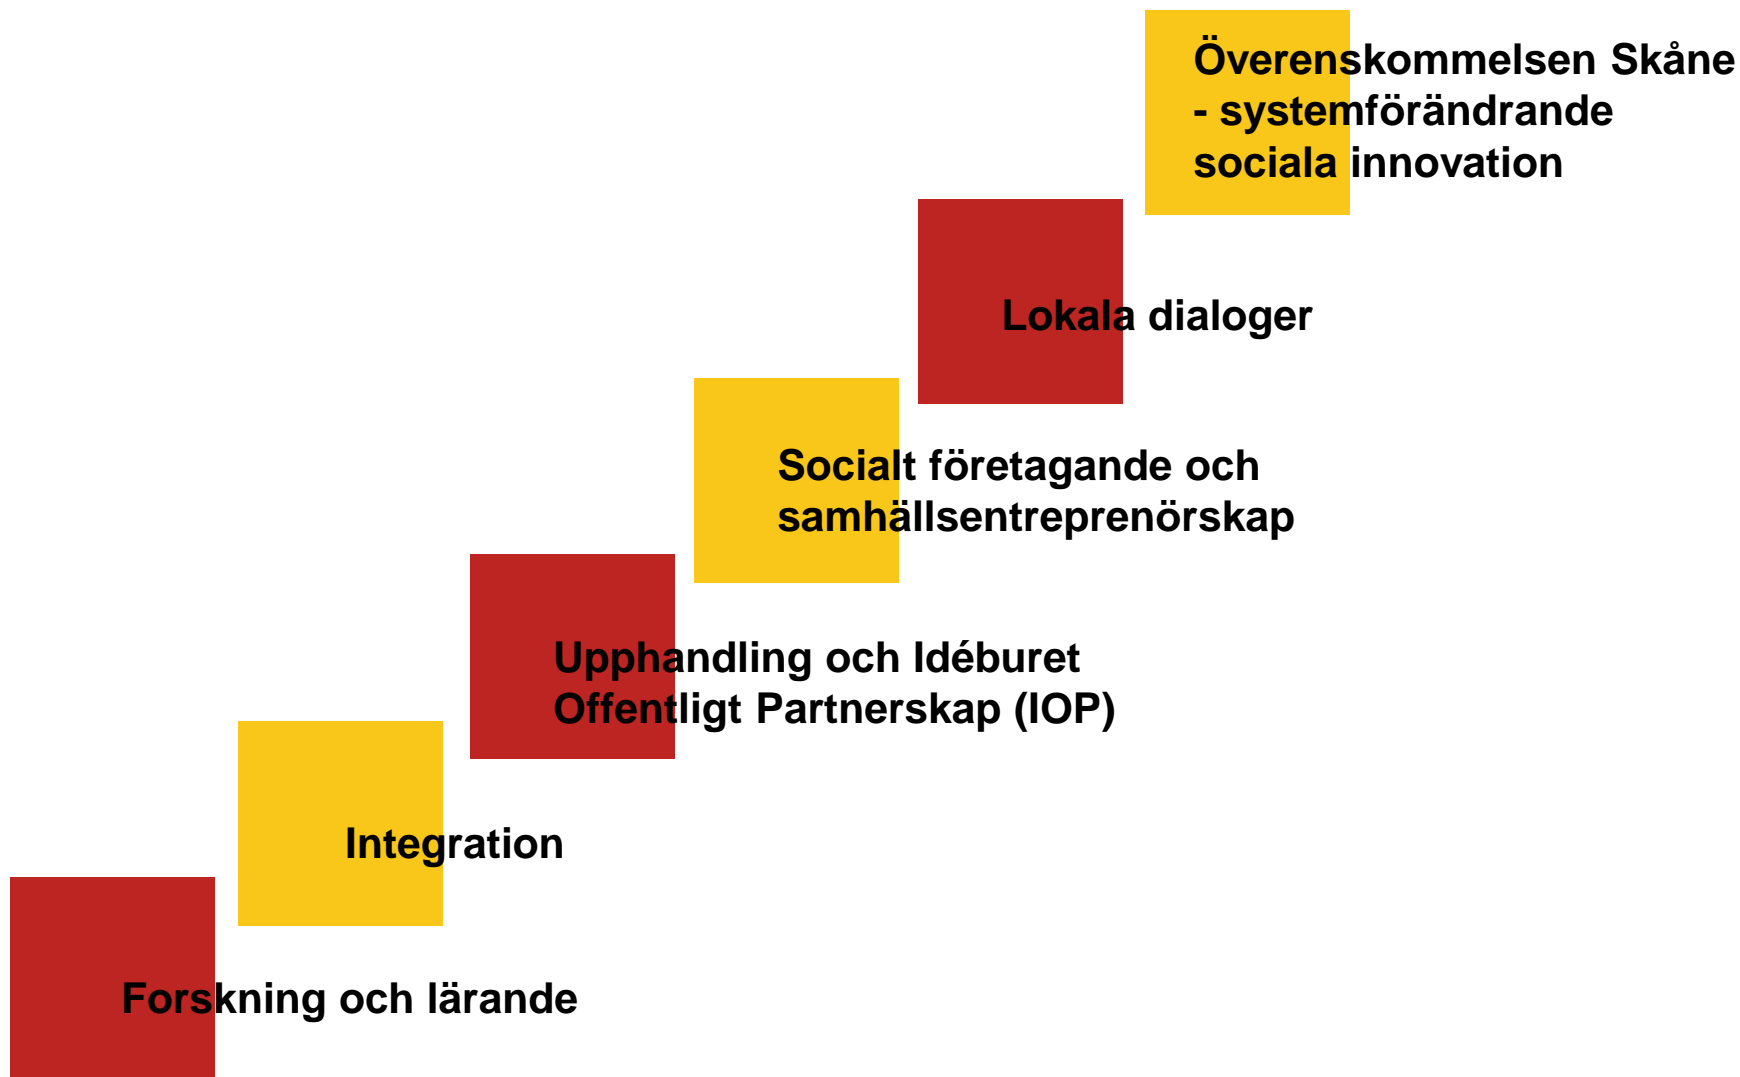 Överenskommelsen Skåne
- systemförändrande
sociala innovation
Lokala dialoger
Socialt företagande och
samhällsentreprenörskap
Upphandling och Idéburet
Offentligt Partnerskap (IOP)
Integration
Forskning och lärande